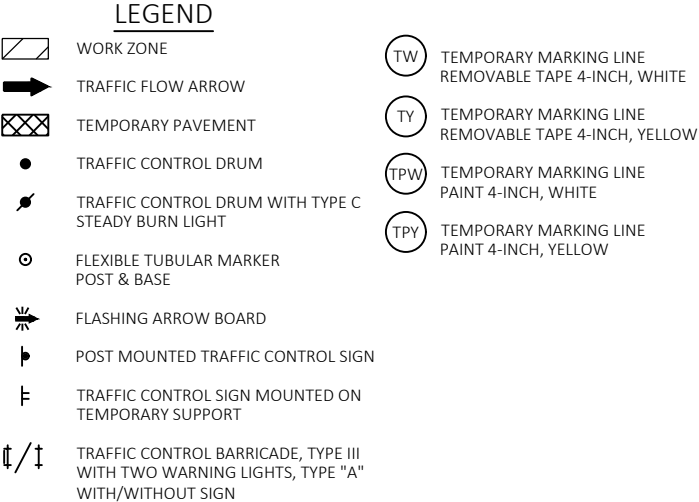 LEGEND
WORK ZONE
TRAFFIC FLOW ARROW
TEMPORARY PAVEMENT
TRAFFIC CONTROL DRUM
TRAFFIC CONTROL DRUM WITH TYPE C
STEADY BURN LIGHT
FLEXIBLE TUBULAR MARKER
POST & BASE
FLASHING ARROW BOARD
POST MOUNTED TRAFFIC CONTROL SIGN
TRAFFIC CONTROL SIGN MOUNTED ON
TEMPORARY SUPPORT
TRAFFIC CONTROL BARRICADE, TYPE III
WITH TWO WARNING LIGHTS, TYPE "A"
WITH/WITHOUT SIGN
TW TEMPORARY MARKING LINE
REMOVABLE TAPE 4-INCH, WHITE
TY TEMPORARY MARKING LINE
REMOVABLE TAPE 4-INCH, YELLOW
TPW TEMPORARY MARKING LINE
PAINT 4-INCH, WHITE
TPY TEMPORARY MARKING LINE
PAINT 4-INCH, YELLOW